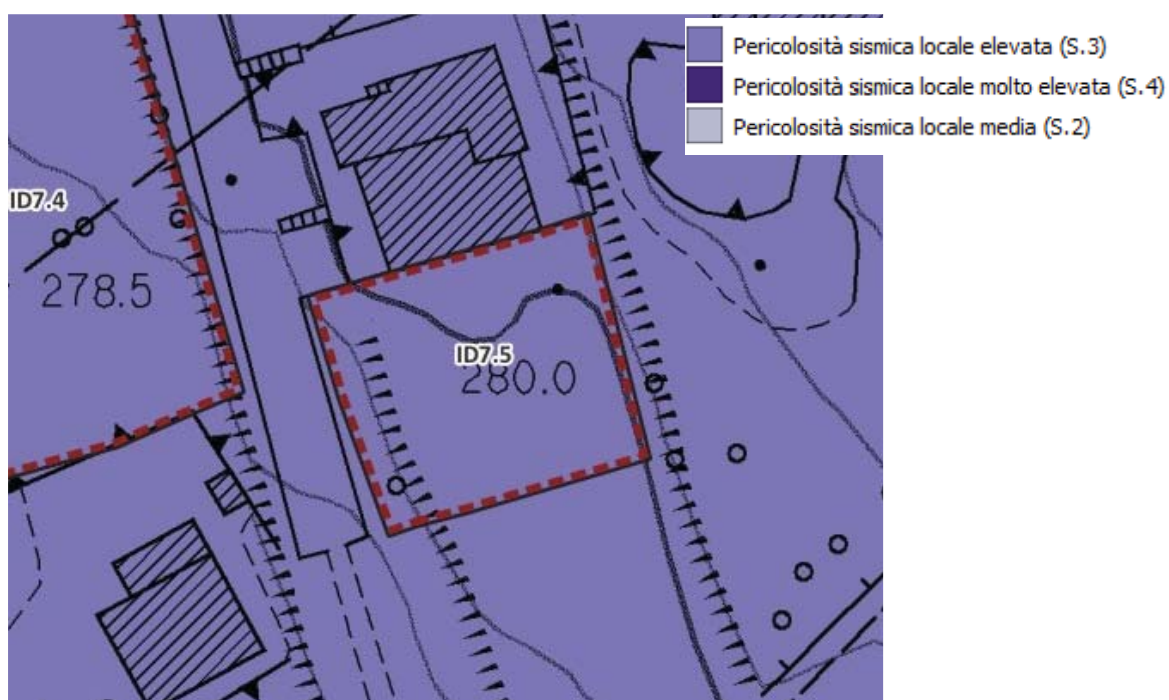 Pericolosità sismica locale elevata (S.3)
Pericolosità sismica locale molto elevata (S.4)
Pericolosità sismica locale media (S.2)
ID7.4
278.5
ID7.5
280.0